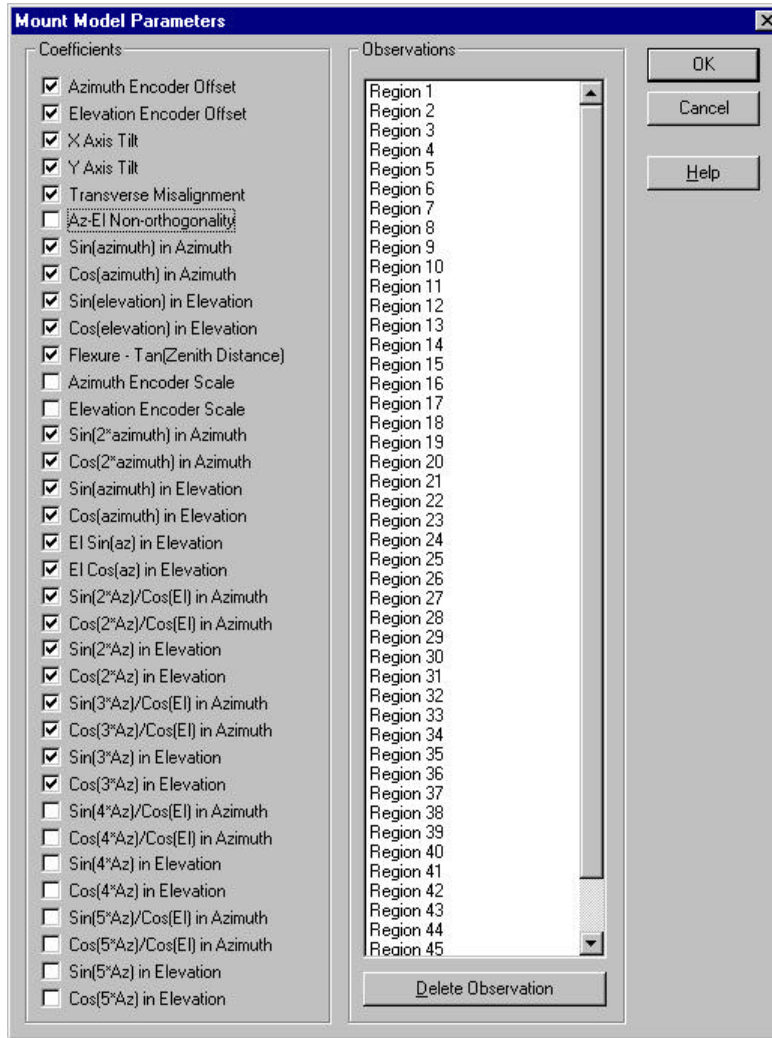 Mount Model Parameters
Coefficients
Azimuth Encoder Offset
Elevation Encoder Offset
X Axis Tilt
Y Axis Tilt
Transverse Misalignment
Az-El Non-orthogonality
Sin(azimuth) in Azimuth
Cos(azimuth) in Azimuth
Sin(elevation) in Elevation
Cos(elevation) in Elevation
Flexure - Tan(Zenith Distance)
Azimuth Encoder Scale
Elevation Encoder Scale
Sin(2*azimuth) in Azimuth
Cos(2*azimuth) in Azimuth
Sin(azimuth) in Elevation
Cos(azimuth) in Elevation
El Sin(az) in Elevation
El Cos(az) in Elevation
Sin(2*Az)/Cos(El) in Azimuth
Cos(2*Az)/Cos(El) in Azimuth
Sin(2*Az) in Elevation
Cos(2*Az) in Elevation
Sin(3*Az)/Cos(El) in Azimuth
Cos(3*Az)/Cos(El) in Azimuth
Sin(3*Az) in Elevation
Cos(3*Az) in Elevation
Sin(4*Az)/Cos(El) in Azimuth
Cos(4*Az)/Cos(El) in Azimuth
Sin(4*Az) in Elevation
Cos(4*Az) in Elevation
Sin(5*Az)/Cos(El) in Azimuth
Cos(5*Az)/Cos(El) in Azimuth
Sin(5*Az) in Elevation
Cos(5*Az) in Elevation
Observations
Region 1
Region 2
Region 3
Region 4
Region 5
Region 6
Region 7
Region 8
Region 9
Region 10
Region 11
Region 12
Region 13
Region 14
Region 15
Region 16
Region 17
Region 18
Region 19
Region 20
Region 21
Region 22
Region 23
Region 24
Region 25
Region 26
Region 27
Region 28
Region 29
Region 30
Region 31
Region 32
Region 33
Region 34
Region 35
Region 36
Region 37
Region 38
Region 39
Region 40
Region 41
Region 42
Region 43
Region 44
Region 45
Delete Observation
OK
Cancel
Help